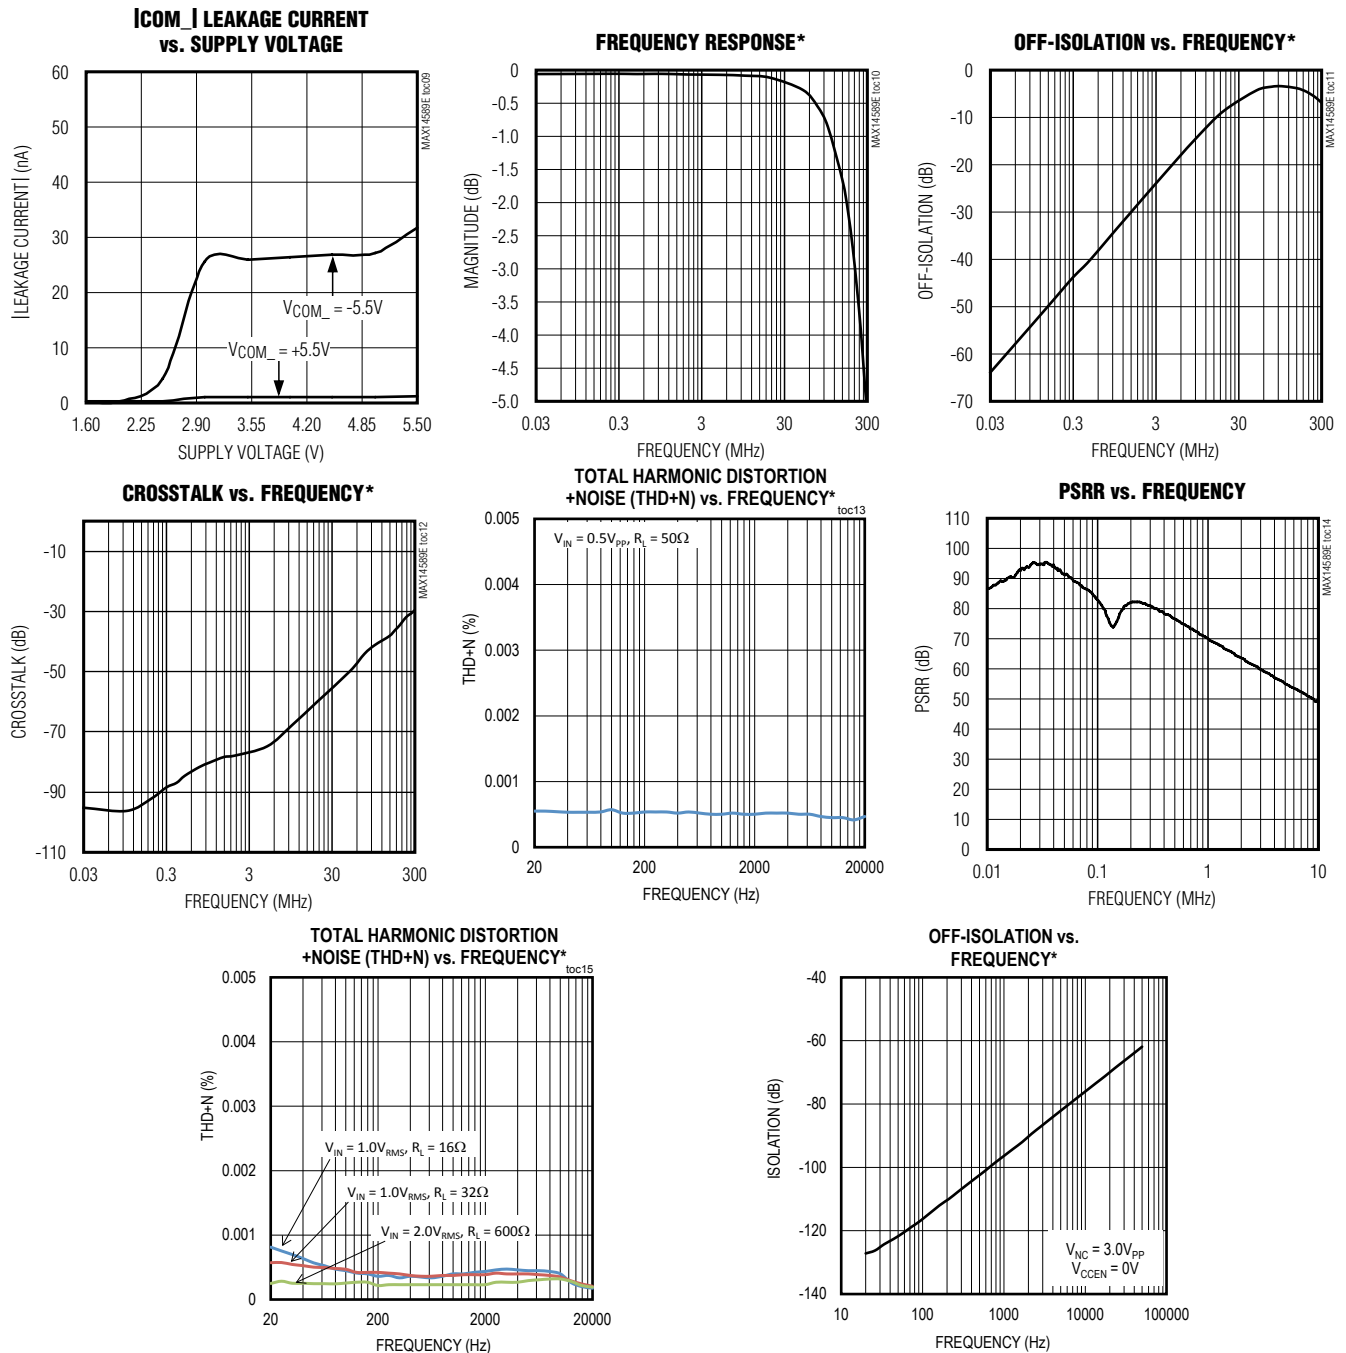 |COM_| LEAKAGE CURRENT
vs. SUPPLY VOLTAGE
MAX14589E toc09
|LEAKAGE CURRENT| (nA)
60
50
40
30
20
10
0
VCOM_ = -5.5V
VCOM_ = +5.5V
1.60 2.25 2.90 3.55 4.20 4.85 5.50
SUPPLY VOLTAGE (V)
FREQUENCY RESPONSE*
MAX14589E toc10
MAGNITUDE (dB)
0
-0.5
-1.0
-1.5
-2.0
-2.5
-3.0
-3.5
-4.0
-4.5
-5.0
0.03 0.3 3 30 300
FREQUENCY (MHz)
OFF-ISOLATION vs. FREQUENCY*
MAX14589E toc11
OFF-ISOLATION (dB)
0
-10
-20
-30
-40
-50
-60
-70
0.03 0.3 3 30 300
FREQUENCY (MHz)
CROSSTALK vs. FREQUENCY*
MAX14589E toc12
CROSSTALK (dB)
-10
-30
-50
-70
-90
-110
0.03 0.3 3 30 300
FREQUENCY (MHz)
TOTAL HARMONIC DISTORTION
+NOISE (THD+N) vs. FREQUENCY*
toc13
THD+N (%)
0.005
0.004
0.003
0.002
0.001
0
VIN = 0.5VPP, RL = 50Ω
20 200 2000 20000
FREQUENCY (Hz)
PSRR vs. FREQUENCY
MAX14589E toc14
PSRR (dB)
110
100
90
80
70
60
50
40
30
20
10
0
0.01 0.1 1 10
FREQUENCY (MHz)
TOTAL HARMONIC DISTORTION
+NOISE (THD+N) vs. FREQUENCY*
toc15
THD+N (%)
0.005
0.004
0.003
0.002
0.001
0
VIN = 1.0VRMS, RL = 16Ω
VIN = 1.0VRMS, RL = 32Ω
VIN = 2.0VRMS, RL = 600Ω
20 200 2000 20000
FREQUENCY (Hz)
OFF-ISOLATION vs.
FREQUENCY*
ISOLATION (dB)
-40
-60
-80
-100
-120
-140
VNC = 3.0VPP
VCCEN = 0V
10 100 1000 10000 100000
FREQUENCY (Hz)